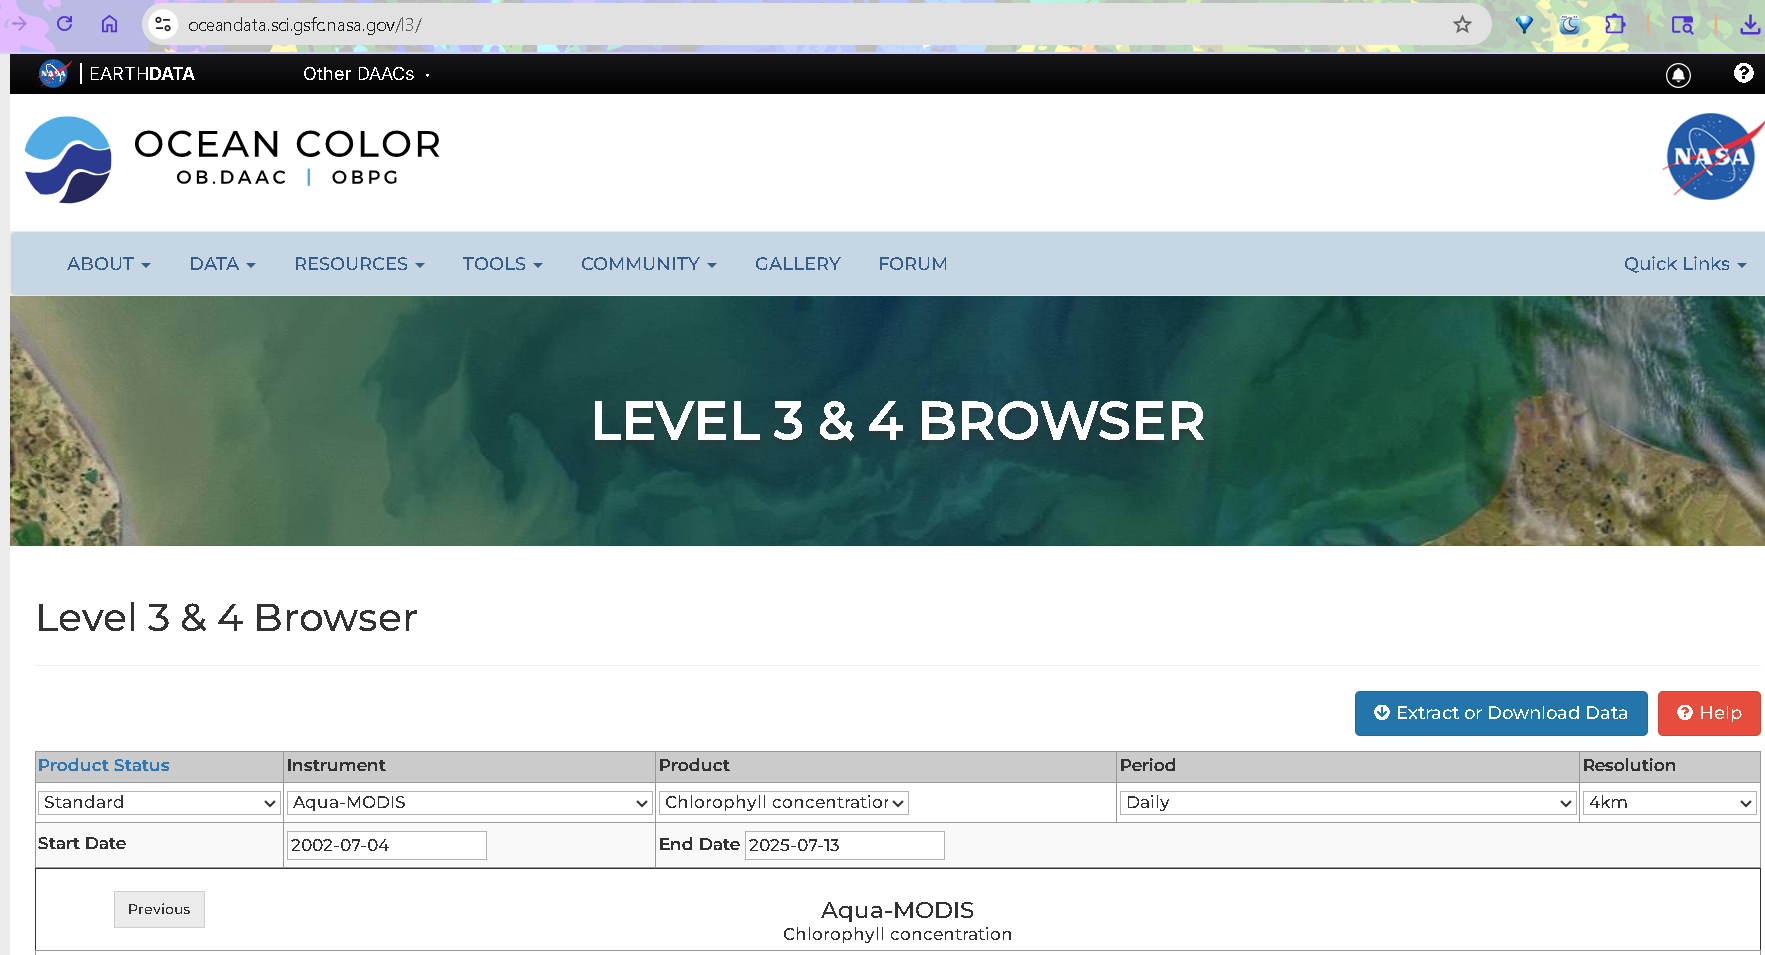 oceandata.sci.gsfc.nasa.gov/l3/
NASA | EARTHDATA Other DAACs
OCEAN COLOR
OB.DAAC | OBPG
NASA
ABOUT DATA RESOURCES TOOLS COMMUNITY GALLERY FORUM Quick Links
LEVEL 3 & 4 BROWSER
Level 3 & 4 Browser
Extract or Download Data Help
Product Status Instrument Product Period Resolution
Standard Aqua-MODIS Chlorophyll concentration Daily 4km
Start Date 2002-07-04 End Date 2025-07-13
Previous
Aqua-MODIS
Chlorophyll concentration